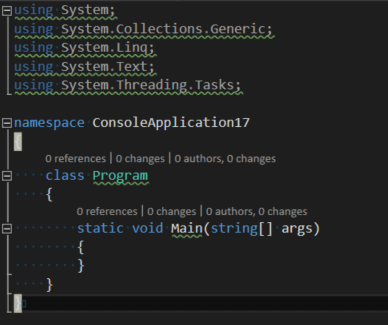 using System;
using System.Collections.Generic;
using System.Linq;
using System.Text;
using System.Threading.Tasks;
namespace ConsoleApplication17
{
0 references | 0 changes | 0 authors, 0 changes
class Program
{
0 references | 0 changes | 0 authors, 0 changes
static void Main(string[] args)
{
}
}
}